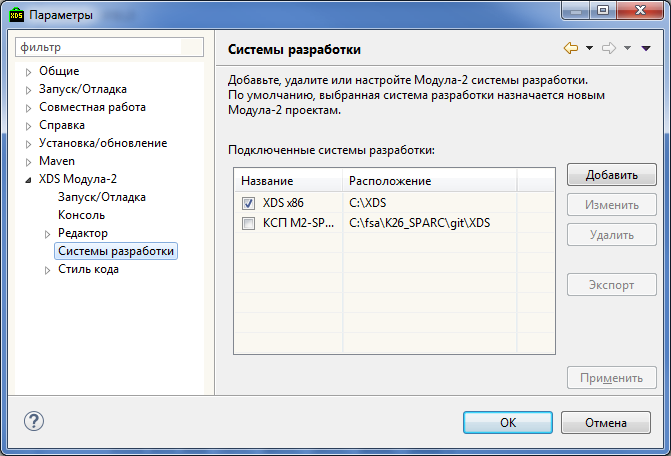 XDS
Параметры
фильтр
Общие
Запуск/Отладка
Совместная работа
Справка
Установка/обновление
Maven
XDS Модула-2
Запуск/Отладка
Консоль
Редактор
Системы разработки
Стиль кода
Системы разработки
Добавьте, удалите или настройте Модула-2 системы разработки.
По умолчанию, выбранная система разработки назначается новым
Модула-2 проектам.
Подключенные системы разработки:
Название Расположение
XDS x86 C:\XDS
КСП М2-SP... C:\fsa\K26_SPARC\git\XDS
Добавить
Изменить
Удалить
Экспорт
Применить
?
ОК
Отмена